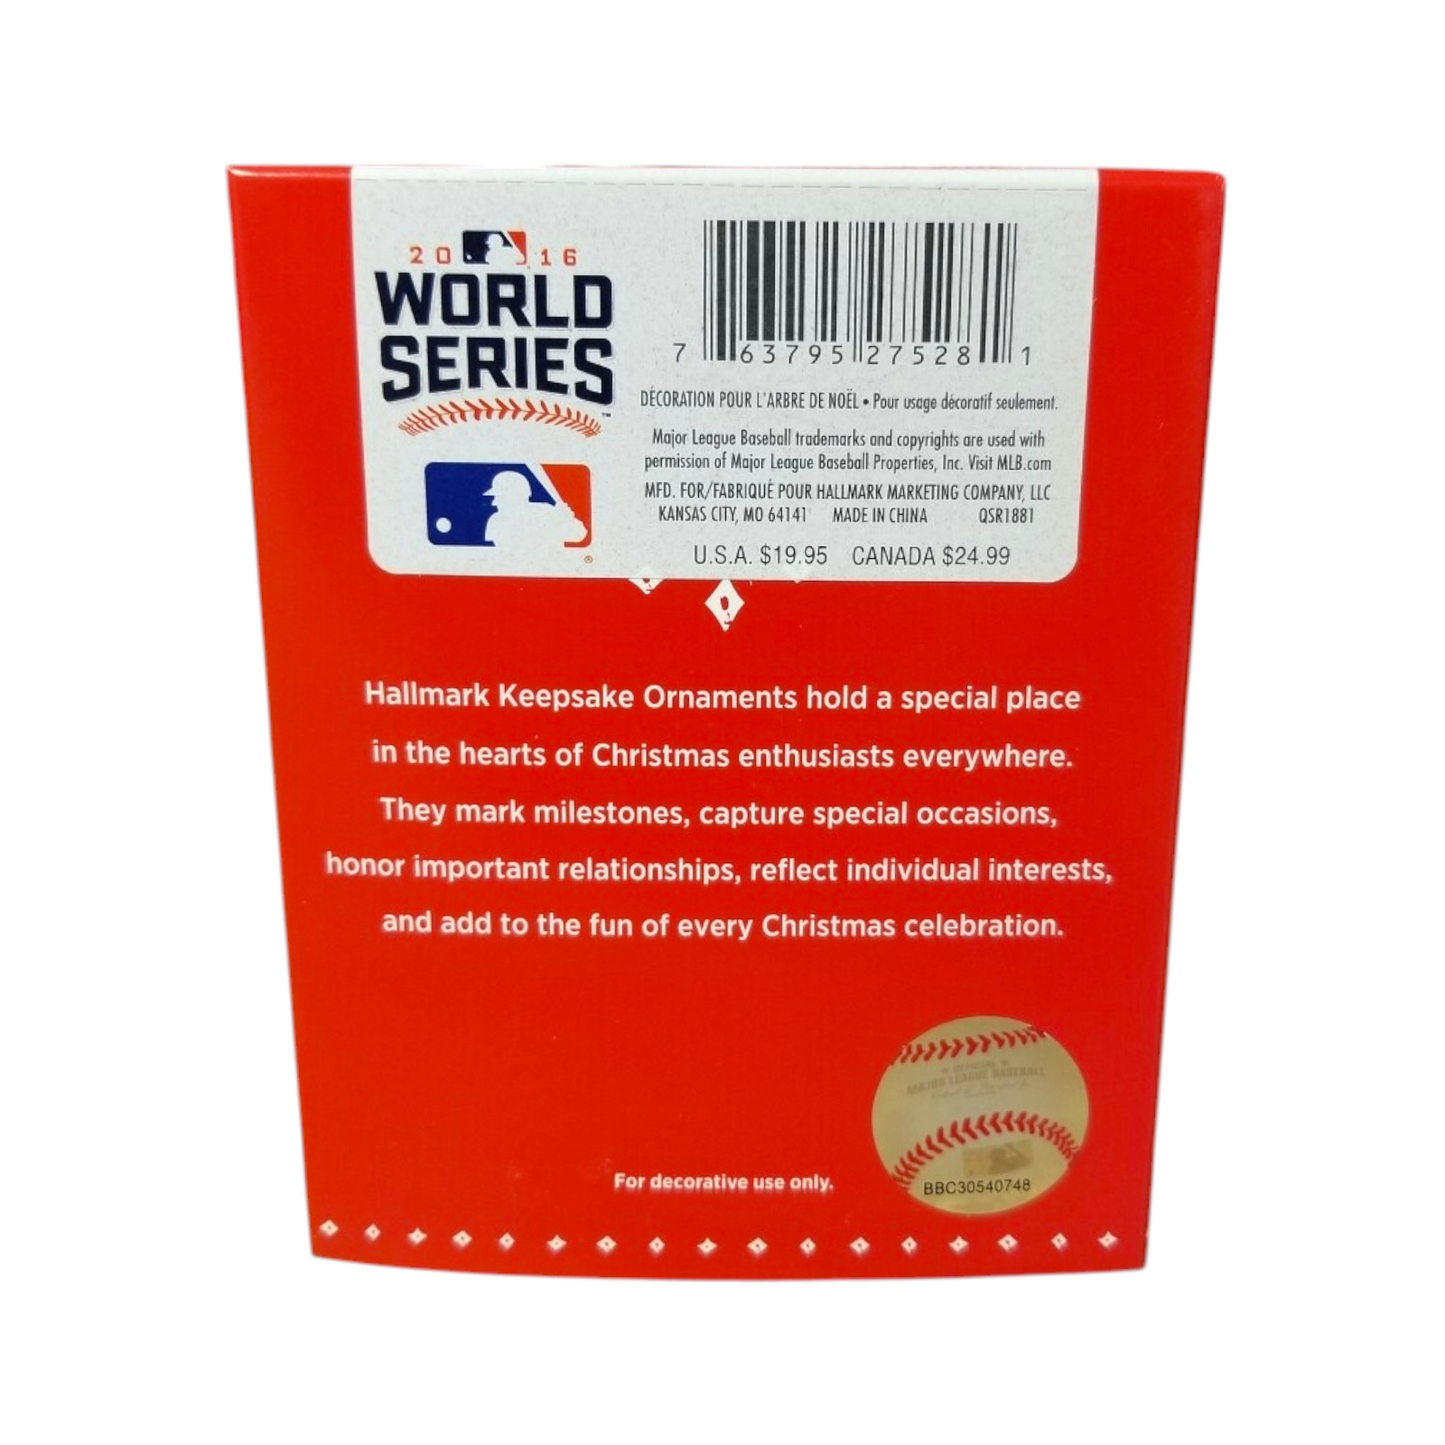 2016
WORLD
SERIES
™
®
7 63795 27528 1
DÉCORATION POUR L'ARBRE DE NOËL • Pour usage décoratif seulement.
Major League Baseball trademarks and copyrights are used with
permission of Major League Baseball Properties, Inc. Visit MLB.com
MFD. FOR/FABRIQUÉ POUR HALLMARK MARKETING COMPANY, LLC
KANSAS CITY, MO 64141 MADE IN CHINA QSR1881
U.S.A. $19.95 CANADA $24.99
Hallmark Keepsake Ornaments hold a special place
in the hearts of Christmas enthusiasts everywhere.
They mark milestones, capture special occasions,
honor important relationships, reflect individual interests,
and add to the fun of every Christmas celebration.
For decorative use only.
OFFICIAL
MAJOR LEAGUE BASEBALL
BBC30540748